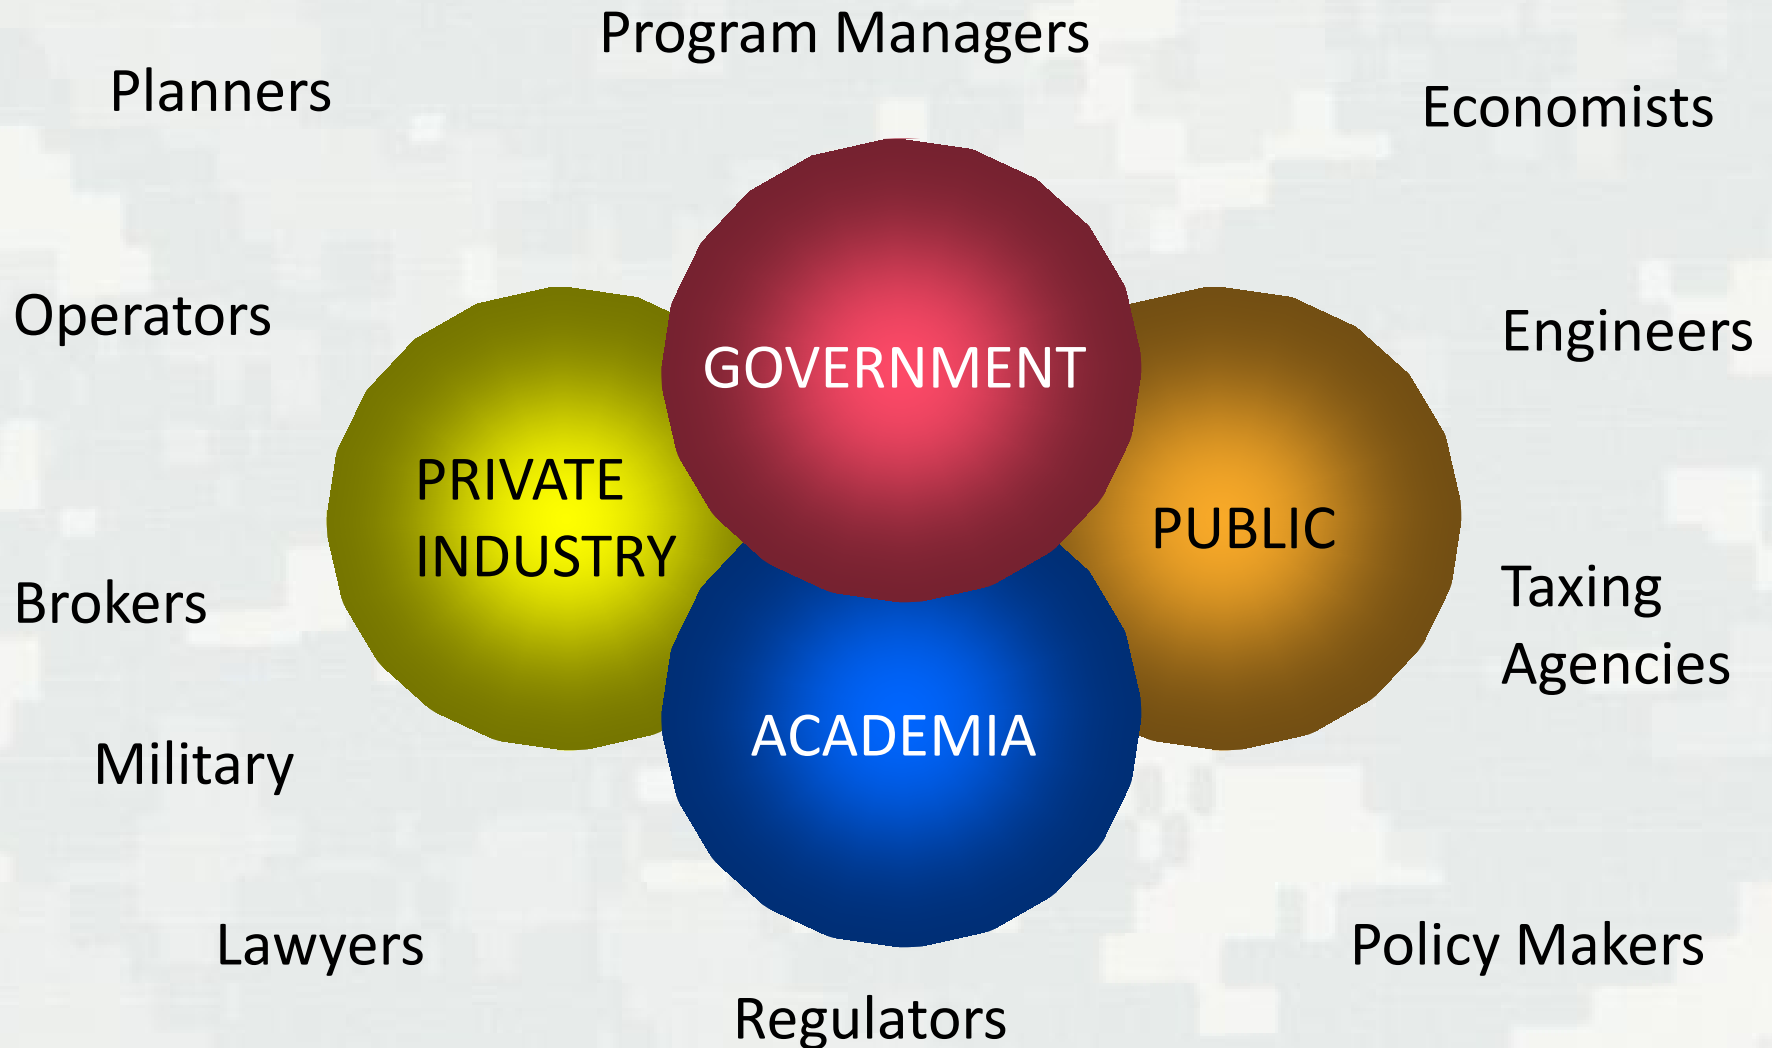 Program Managers
Planners
Economists
Operators
Engineers
GOVERNMENT
PRIVATE
INDUSTRY
PUBLIC
Brokers
Taxing
Agencies
Military
ACADEMIA
Lawyers
Policy Makers
Regulators